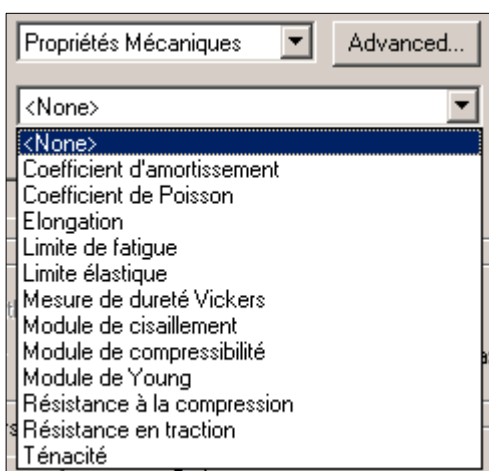 Propriétés Mécaniques Advanced...
<None>
<None>
Coefficient d'amortissement
Coefficient de Poisson
Elongation
Limite de fatigue
Limite élastique
Mesure de dureté Vickers
Module de cisaillement
Module de compressibilité
Module de Young
Résistance à la compression
Résistance en traction
Ténacité